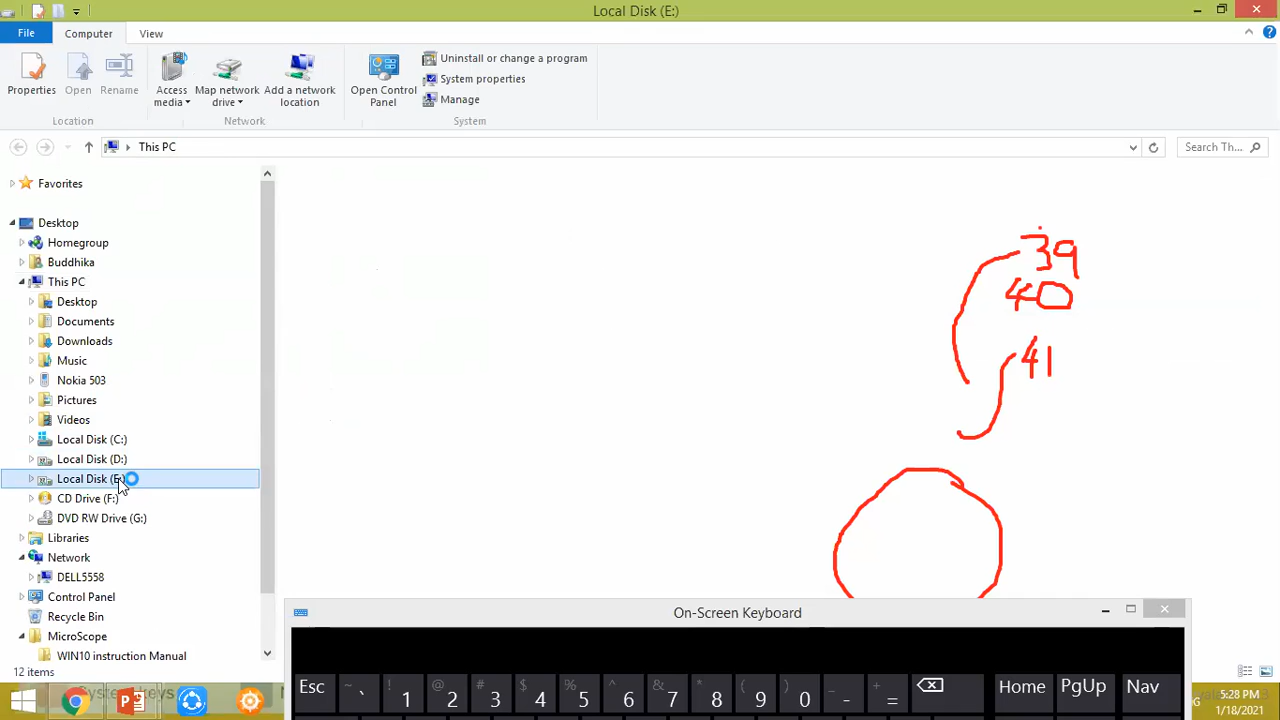 Local Disk (E:)
File Computer View
Properties Open Rename
Location
Access media
Map network drive
Add a network location
Network
Open Control Panel
Uninstall or change a program
System properties
Manage
System
This PC
Search Th...
Favorites
Desktop
Homegroup
Buddhika
This PC
Desktop
Documents
Downloads
Music
Nokia 503
Pictures
Videos
Local Disk (C:)
Local Disk (D:)
Local Disk (E:)
CD Drive (F:)
DVD RW Drive (G:)
Libraries
Network
DELL5558
Control Panel
Recycle Bin
MicroScope
WIN10 instruction Manual
12 items
39
40
41
On-Screen Keyboard
Esc ~ ` ! 1 @ 2 # 3 $ 4 % 5 ^ 6 & 7 * 8 ( 9 ) 0 _ - + = Home PgUp Nav
System keys
5:28 PM
1/18/2021